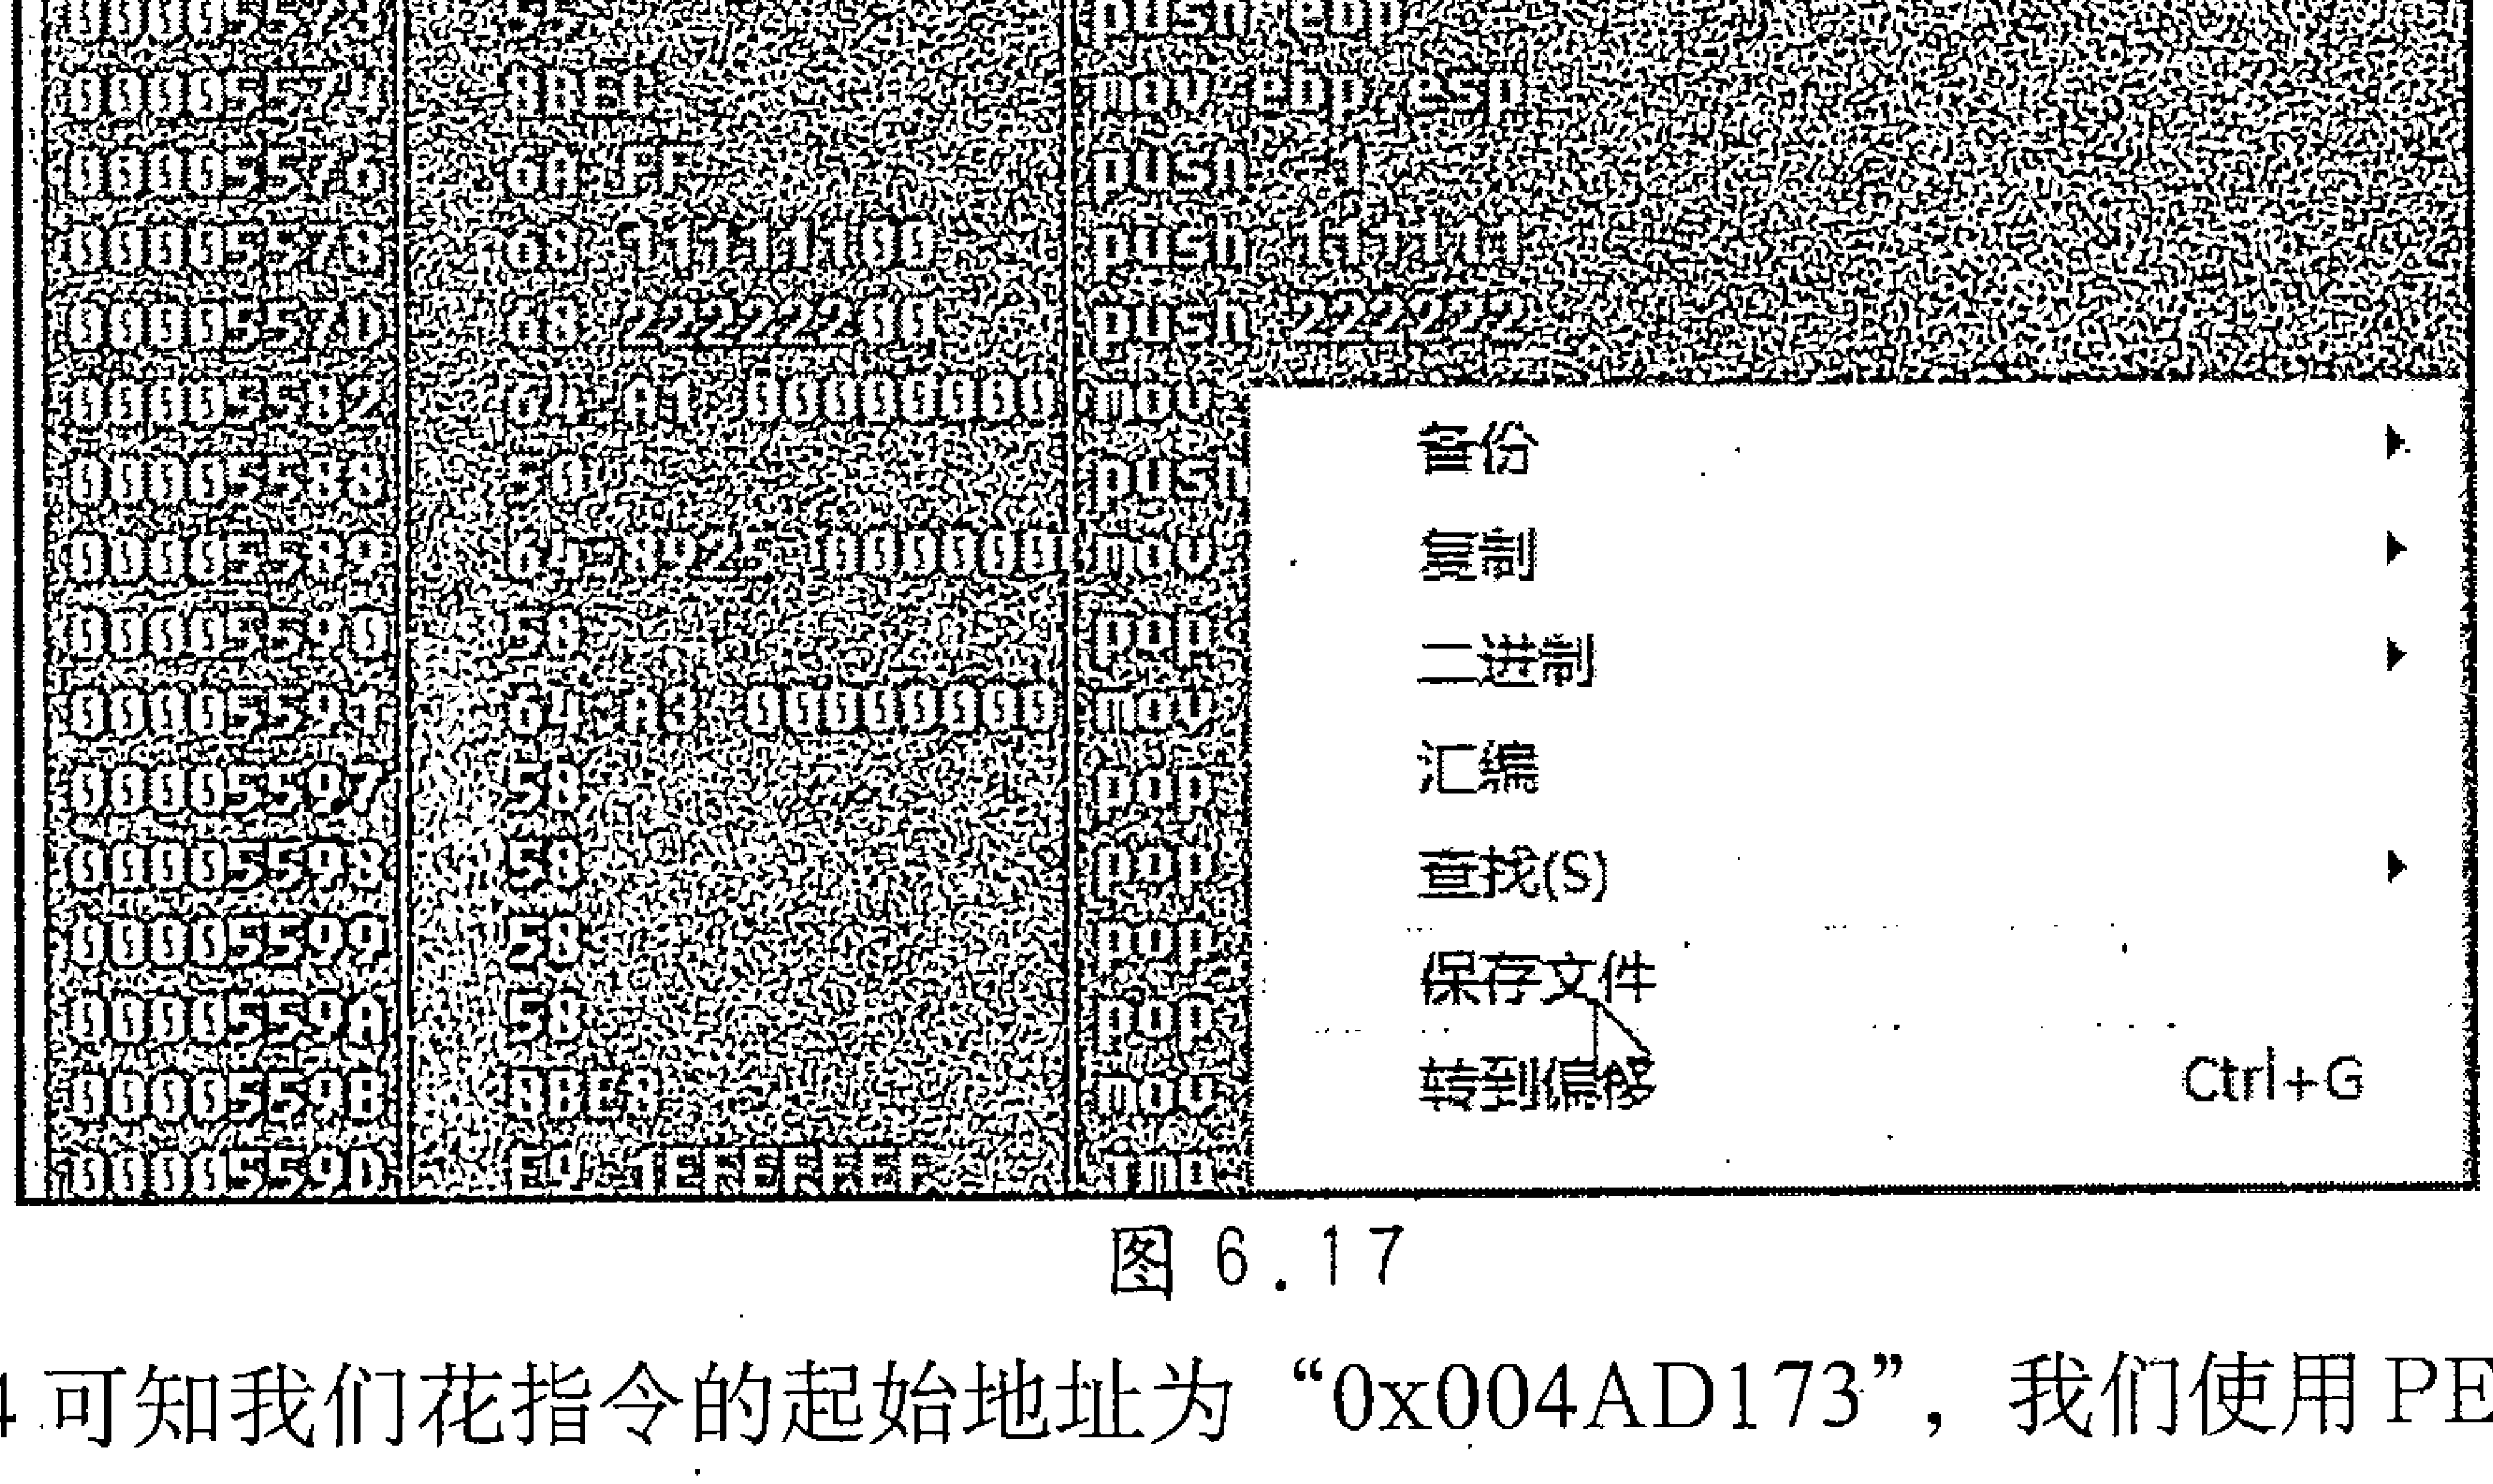 00005573 55 push ebp
00005574 8BEC mov ebp,esp
00005576 6A FF push -1
00005578 68 11111100 push 111111
0000557D 68 22222200 push 222222
00005582 64:A1 00000000 mov
00005588 50 push
00005589 64:8925 000000 mov
00005590 58 pop
00005591 64:A3 00000000 mov
00005597 58 pop
00005598 58 pop
00005599 58 pop
0000559A 58 pop
0000559B 8BE8 mov
0000559D E9 jmp
备份
复制
二进制
汇编
查找(S)
保存文件
转到偏移 Ctrl+G
图 6.17
4 可知我们花指令的起始地址为“0x004AD173”，我们使用 PE